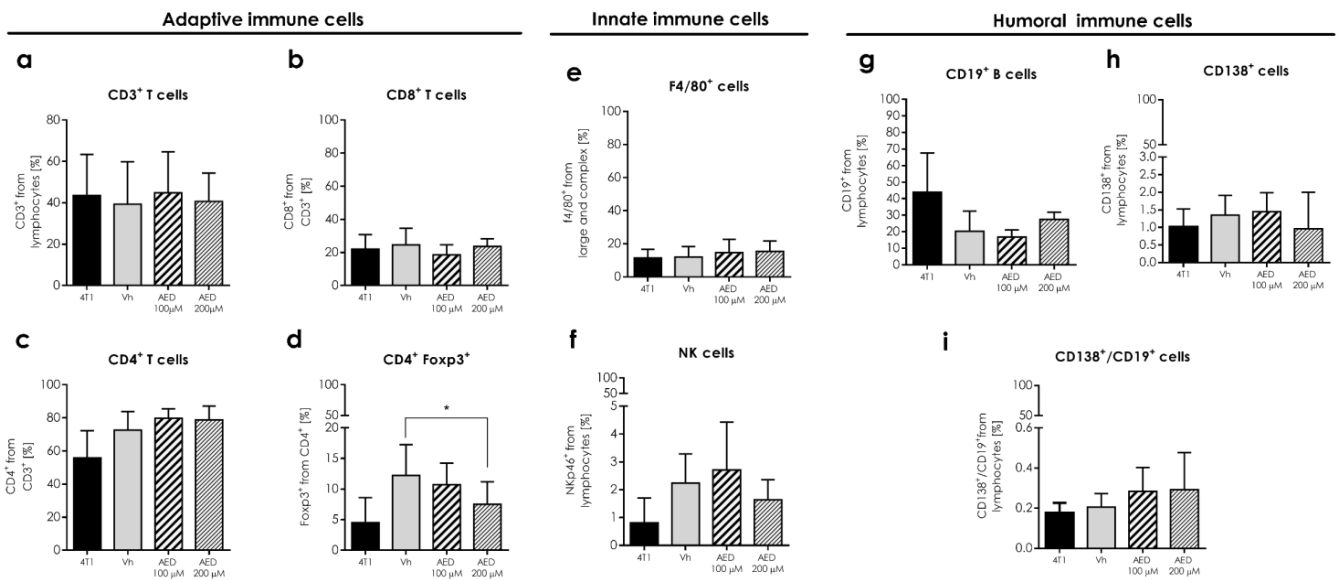 Adaptive immune cells
Innate immune cells
Humoral immune cells
a
CD3⁺ T cells
CD3⁺ from
lymphocytes [%]
80
60
40
20
0
4T1
Vh
AED
100μM
AED
200μM
b
CD8⁺ T cells
CD8⁺ from
CD3⁺ [%]
100
80
60
40
20
0
4T1
Vh
AED
100 μM
AED
200 μM
e
F4/80⁺ cells
f4/80⁺ from
large and complex [%]
100
80
60
40
20
0
4T1
Vh
AED
100 μM
AED
200 μM
g
CD19⁺ B cells
CD19⁺ from
lymphocytes [%]
100
90
80
70
60
50
40
30
20
10
0
4T1
Vh
AED
100 μM
AED
200 μM
h
CD138⁺ cells
CD138⁺ from
lymphocytes [%]
100
50
3.0
2.5
2.0
1.5
1.0
0.5
0.0
4T1
Vh
AED
100 μM
AED
200 μM
c
CD4⁺ T cells
CD4⁺ from
CD3⁺ [%]
100
80
60
40
20
0
4T1
Vh
AED
100 μM
AED
200 μM
d
CD4⁺ Foxp3⁺
Foxp3⁺ from CD4⁺ [%]
100
50
20
15
10
5
0
*
4T1
Vh
AED
100 μM
AED
200 μM
f
NK cells
NKp46⁺ from
lymphocytes [%]
100
50
5
4
3
2
1
0
4T1
Vh
AED
100 μM
AED
200 μM
i
CD138⁺/CD19⁺ cells
CD138⁺/CD19⁺from
lymphocytes [%]
100
50
0.6
0.4
0.2
0.0
4T1
Vh
AED
100 μM
AED
200 μM